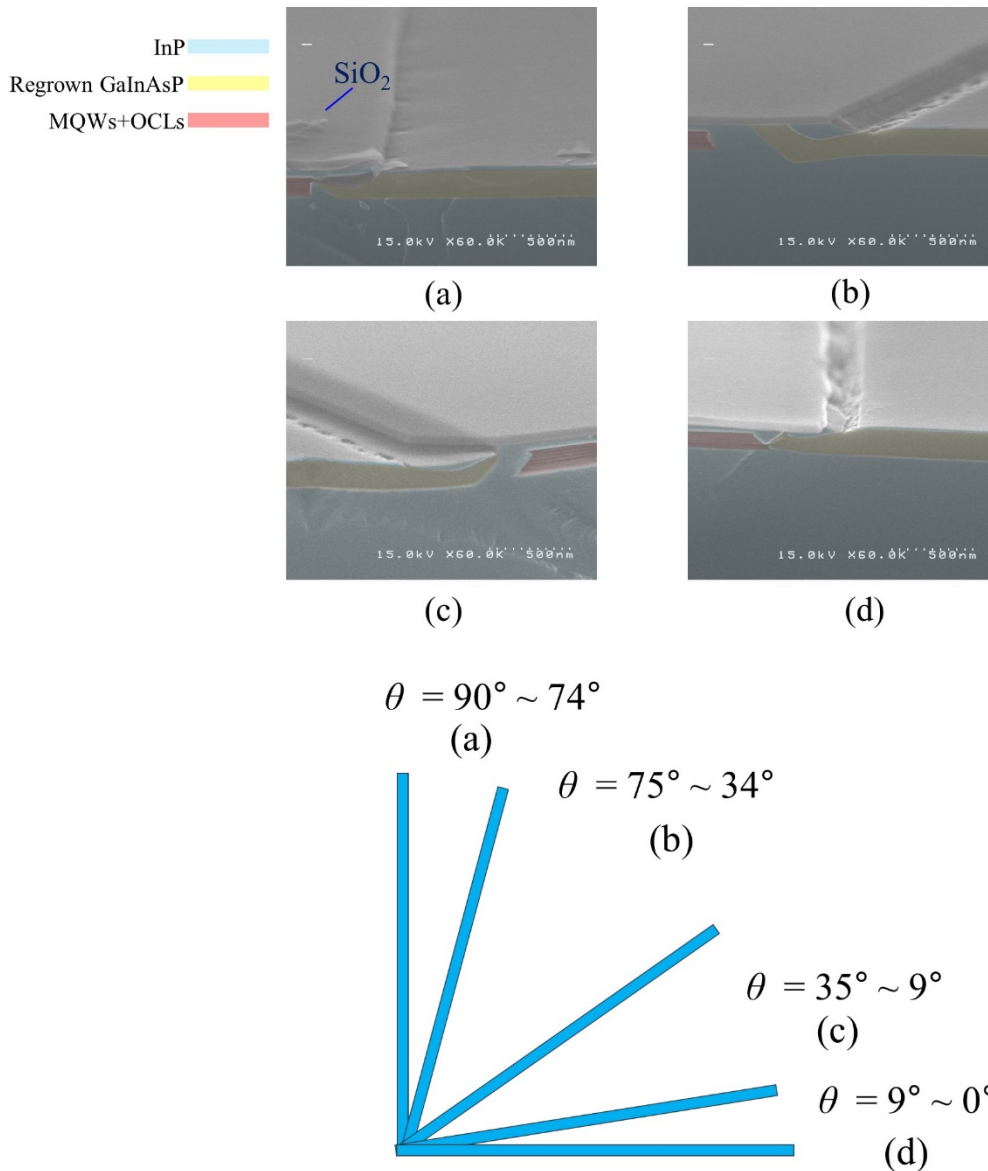 InP
Regrown GaInAsP
MQWs+OCLs
SiO₂
15.0kV X60.0K 500nm
(a)
15.0kV X60.0K 500nm
(b)
15.0kV X60.0K 500nm
(c)
15.0kV X60.0K 500nm
(d)
θ = 90° ~ 74°
(a)
θ = 75° ~ 34°
(b)
θ = 35° ~ 9°
(c)
θ = 9° ~ 0°
(d)